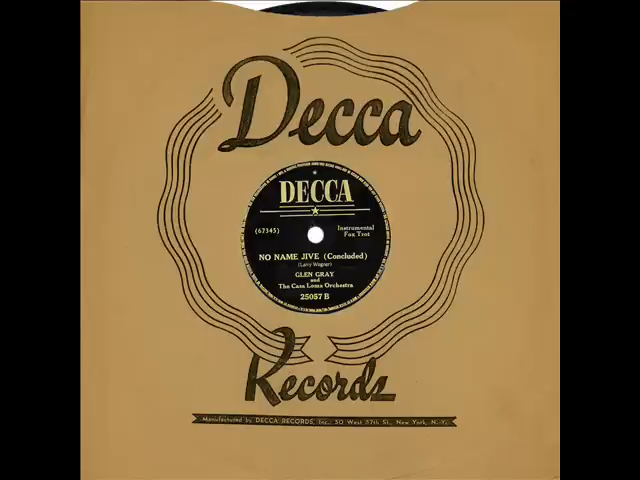 Decca
DECCA
(67345)
Instrumental
Fox Trot
NO NAME JIVE (Concluded)
(Larry Wagner)
GLEN GRAY
and
The Casa Loma Orchestra
25057 B
Records
Manufactured by DECCA RECORDS, Inc., 50 West 57th St., New York, N.Y.